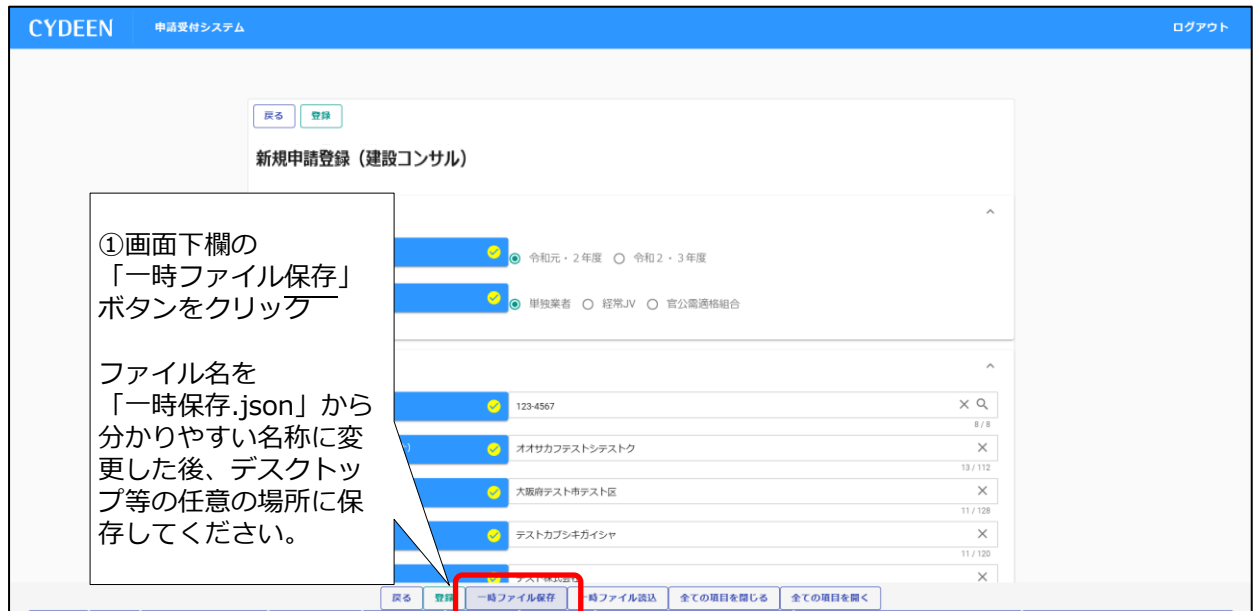 CYDEEN 申請受付システム ログアウト
戻る 登録
新規申請登録（建設コンサル）
①画面下欄の
「一時ファイル保存」
ボタンをクリック
ファイル名を
「一時保存.json」から
分かりやすい名称に変
更した後、デスクトッ
プ等の任意の場所に保
存してください。
令和元・2年度 令和2・3年度
単独業者 経常JV 官公需適格組合
123-4567
8 / 8
オオサカフテストシテストク
13 / 112
大阪府テスト市テスト区
11 / 128
テストカブシキガイシャ
11 / 120
テスト株式会社
戻る 登録 一時ファイル保存 一時ファイル読込 全ての項目を閉じる 全ての項目を開く